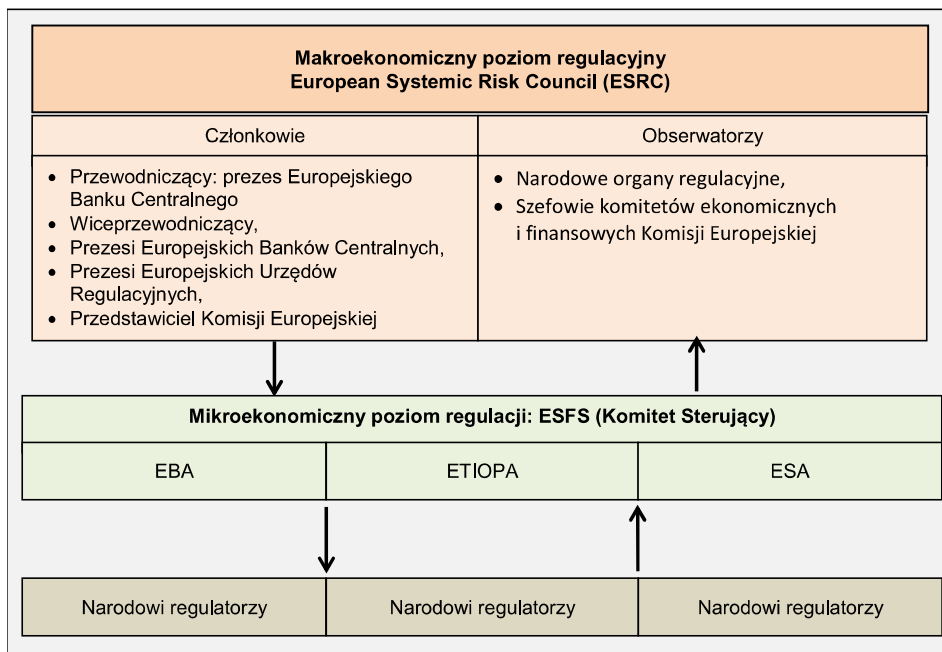 Makroekonomiczny poziom regulacyjny
European Systemic Risk Council (ESRC)
Członkowie
Obserwatorzy
• Przewodniczący: prezes Europejskiego
Banku Centralnego
• Wiceprzewodniczący,
• Prezesi Europejskich Banków Centralnych,
• Prezesi Europejskich Urzędów
Regulacyjnych,
• Przedstawiciel Komisji Europejskiej
• Narodowe organy regulacyjne,
• Szefowie komitetów ekonomicznych
i finansowych Komisji Europejskiej
Mikroekonomiczny poziom regulacji: ESFS (Komitet Sterujący)
EBA
ETIOPA
ESA
Narodowi regulatorzy
Narodowi regulatorzy
Narodowi regulatorzy